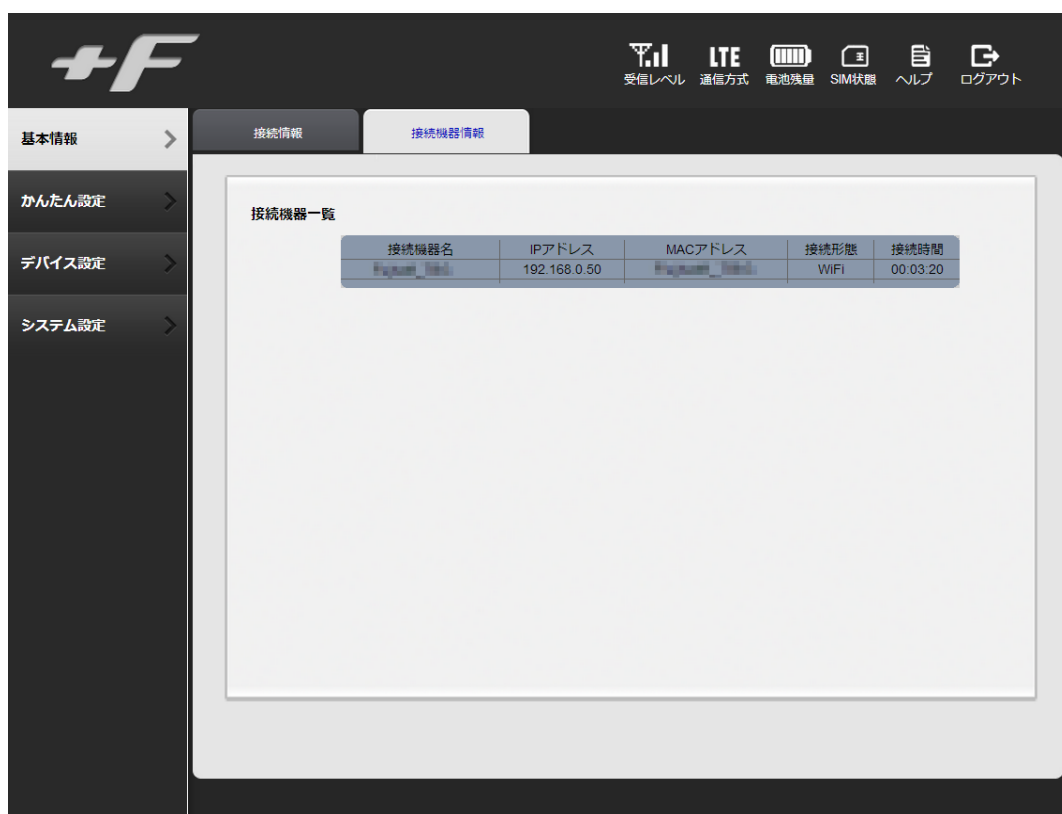 +F
LTE
受信レベル 通信方式 電池残量 SIM状態 ヘルプ ログアウト
基本情報
かんたん設定
デバイス設定
システム設定
接続情報 接続機器情報
接続機器一覧
接続機器名 IPアドレス MACアドレス 接続形態 接続時間
192.168.0.50 WiFi 00:03:20